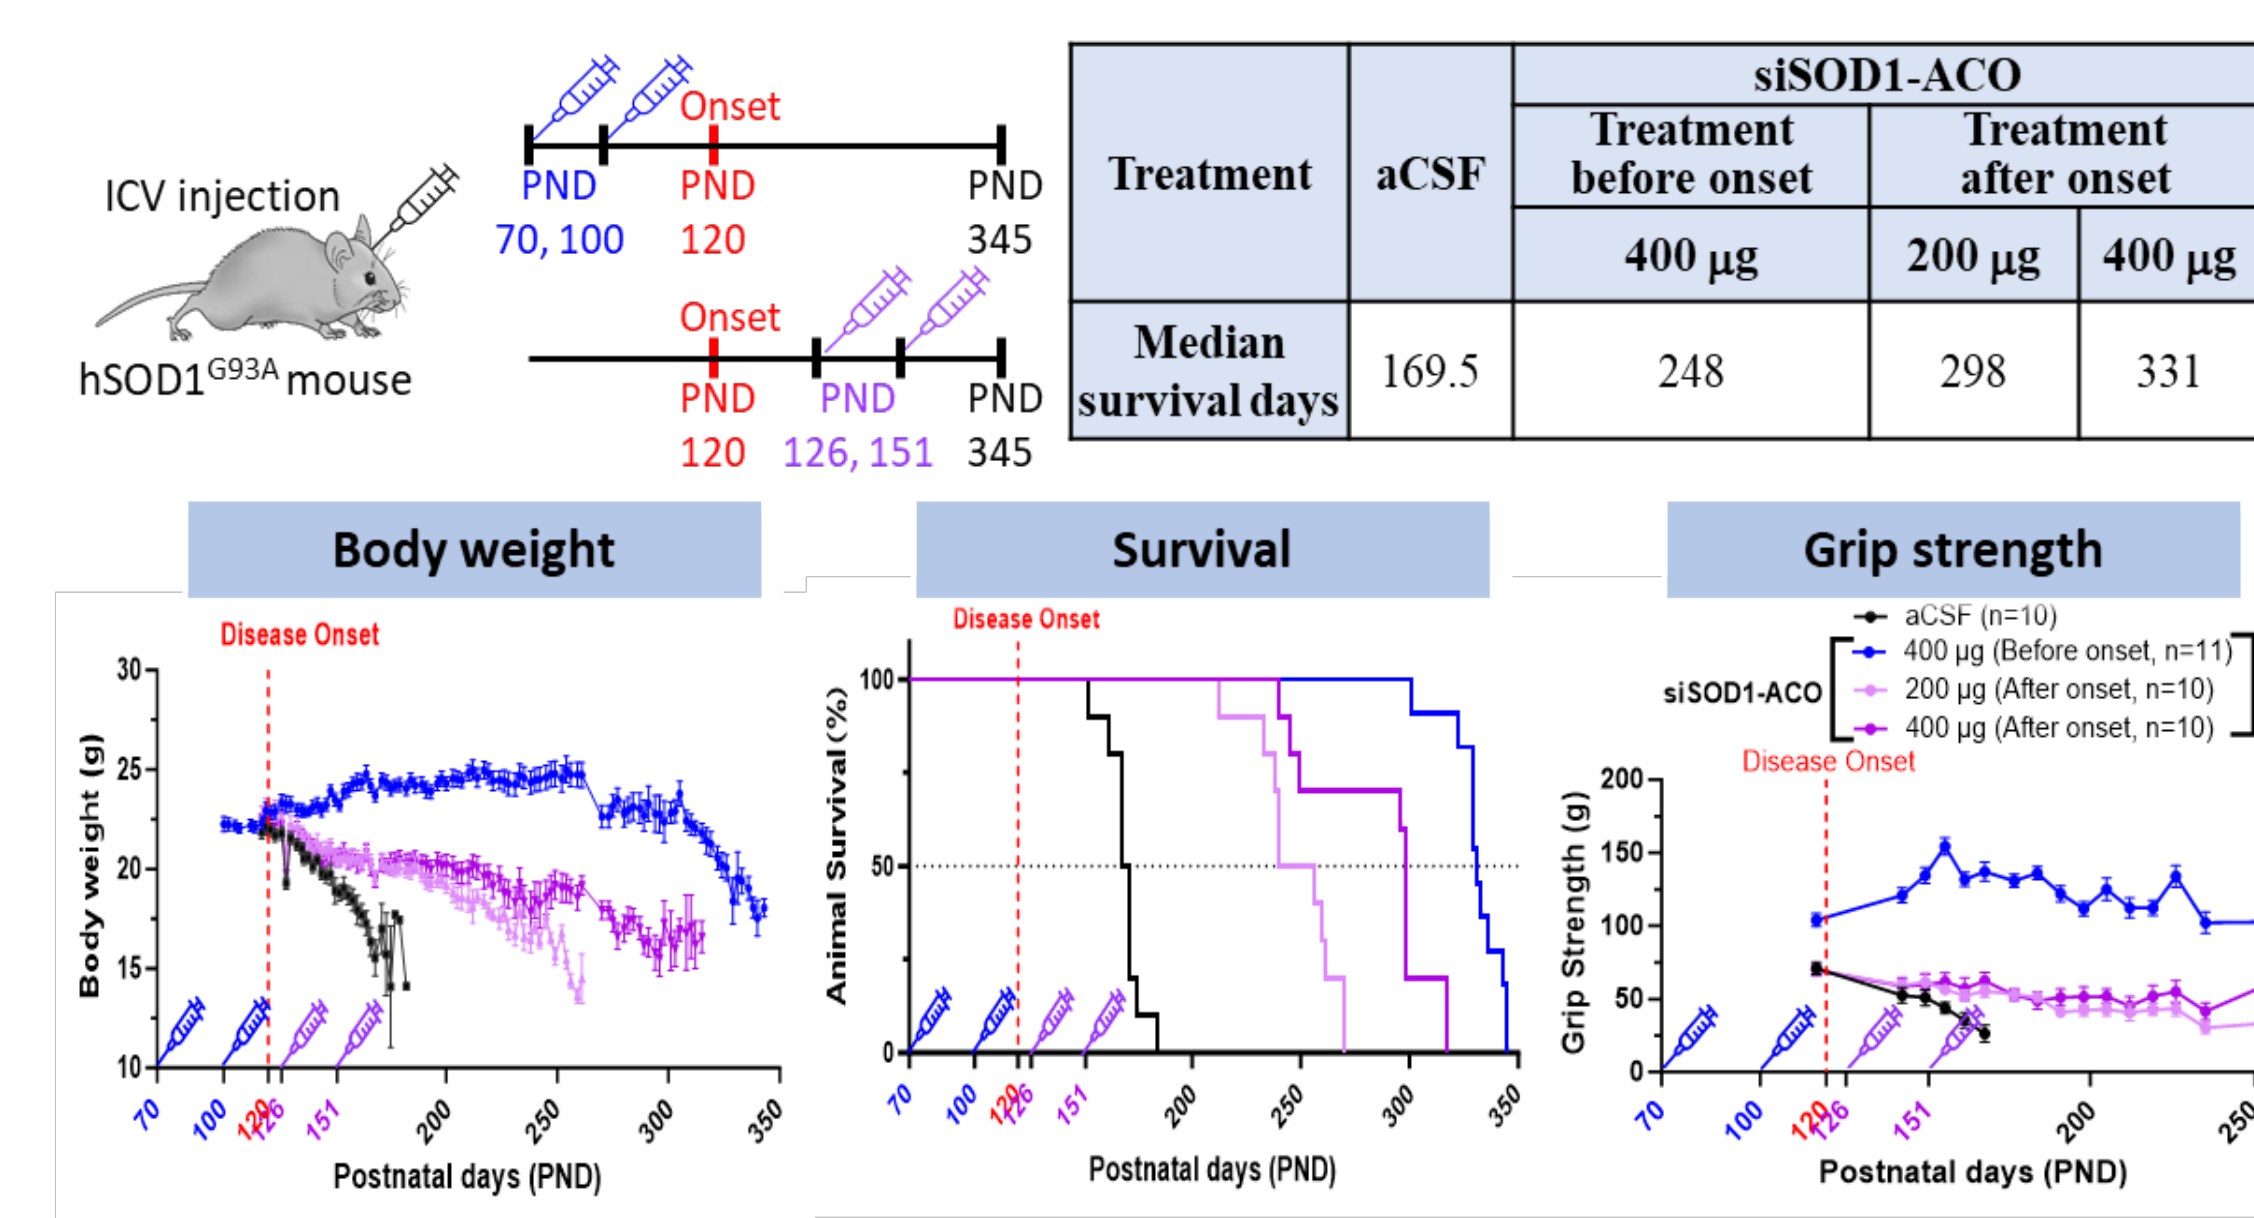 ICV injection
hSOD1G93A mouse
Onset
PND
70, 100
PND
120
PND
345
Onset
PND
120
PND
126, 151
PND
345
Treatment
aCSF
siSOD1-ACO
Treatment
before onset
Treatment
after onset
400 µg
200 µg
400 µg
Median
survival days
169.5
248
298
331
Body weight
Disease Onset
Body weight (g)
30
25
20
15
10
70
100
120
126
151
200
250
300
350
Postnatal days (PND)
Survival
Disease Onset
Animal Survival (%)
100
50
0
70
100
120
126
151
200
250
300
350
Postnatal days (PND)
Grip strength
aCSF (n=10)
siSOD1-ACO
400 µg (Before onset, n=11)
200 µg (After onset, n=10)
400 µg (After onset, n=10)
Disease Onset
Grip Strength (g)
200
150
100
50
0
70
100
120
126
151
200
250
Postnatal days (PND)